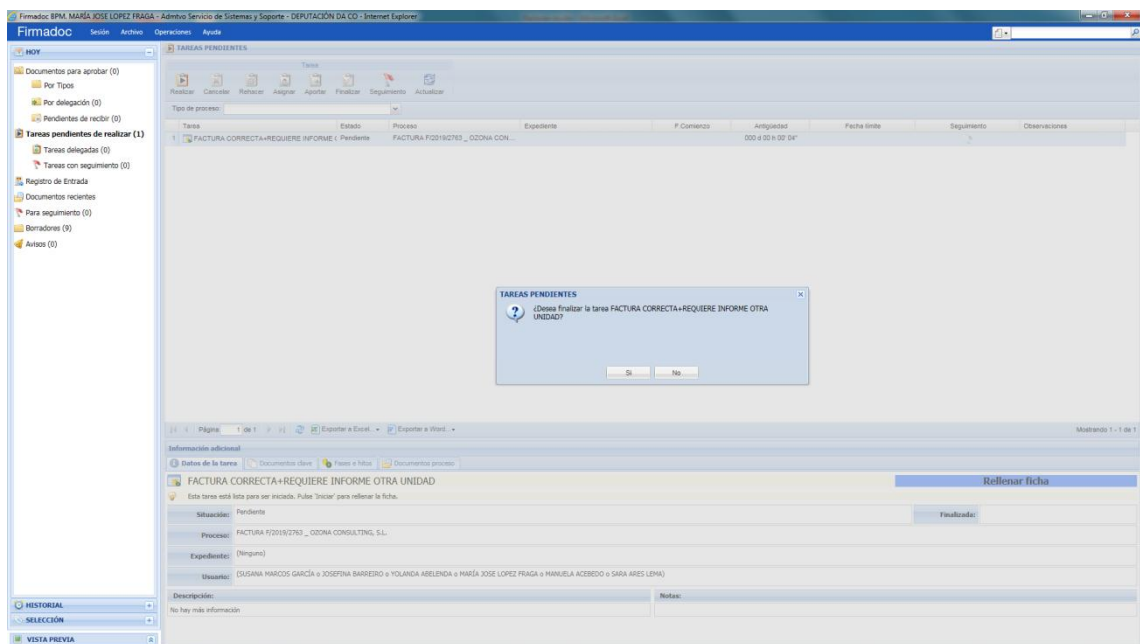 Firmadoc BPM. MARÍA JOSE LOPEZ FRAGA - Admtvo Servicio de Sistemas y Soporte - DEPUTACIÓN DA CO - Internet Explorer
Firmadoc Sesión Archivo Operaciones Ayuda
HOY
Documentos para aprobar (0)
Por Tipos
Por delegación (0)
Pendientes de recibir (0)
Tareas pendientes de realizar (1)
Tareas delegadas (0)
Tareas con seguimiento (0)
Registro de Entrada
Documentos recientes
Para seguimiento (0)
Borradores (9)
Avisos (0)
HISTORIAL
SELECCIÓN
VISTA PREVIA
TAREAS PENDIENTES
Tarea
Realizar Cancelar Rehacer Asignar Aportar Finalizar Seguimiento Actualizar
Tipo de proceso:
Tarea Estado Proceso Expediente F.Comienzo Antigüedad Fecha límite Seguimiento Observaciones
1 FACTURA CORRECTA+REQUIERE INFORME ( Pendiente FACTURA F/2019/2763 _ OZONA CON... 000 d 00 h 00' 04"
TAREAS PENDIENTES
¿Desea finalizar la tarea FACTURA CORRECTA+REQUIERE INFORME OTRA
UNIDAD?
Si No
Página 1 de 1 Exportar a Excel... Exportar a Word... Mostrando 1 - 1 de 1
Información adicional
Datos de la tarea Documentos clave Fases e hitos Documentos proceso
FACTURA CORRECTA+REQUIERE INFORME OTRA UNIDAD Rellenar ficha
Esta tarea está lista para ser iniciada. Pulse 'Iniciar' para rellenar la ficha.
Situación: Pendiente Finalizada:
Proceso: FACTURA F/2019/2763 _ OZONA CONSULTING, S.L.
Expediente: (Ninguno)
Usuario: (SUSANA MARCOS GARCÍA o JOSEFINA BARREIRO o YOLANDA ABELENDA o MARÍA JOSE LOPEZ FRAGA o MANUELA ACEBEDO o SARA ARES LEMA)
Descripción: Notas:
No hay más información